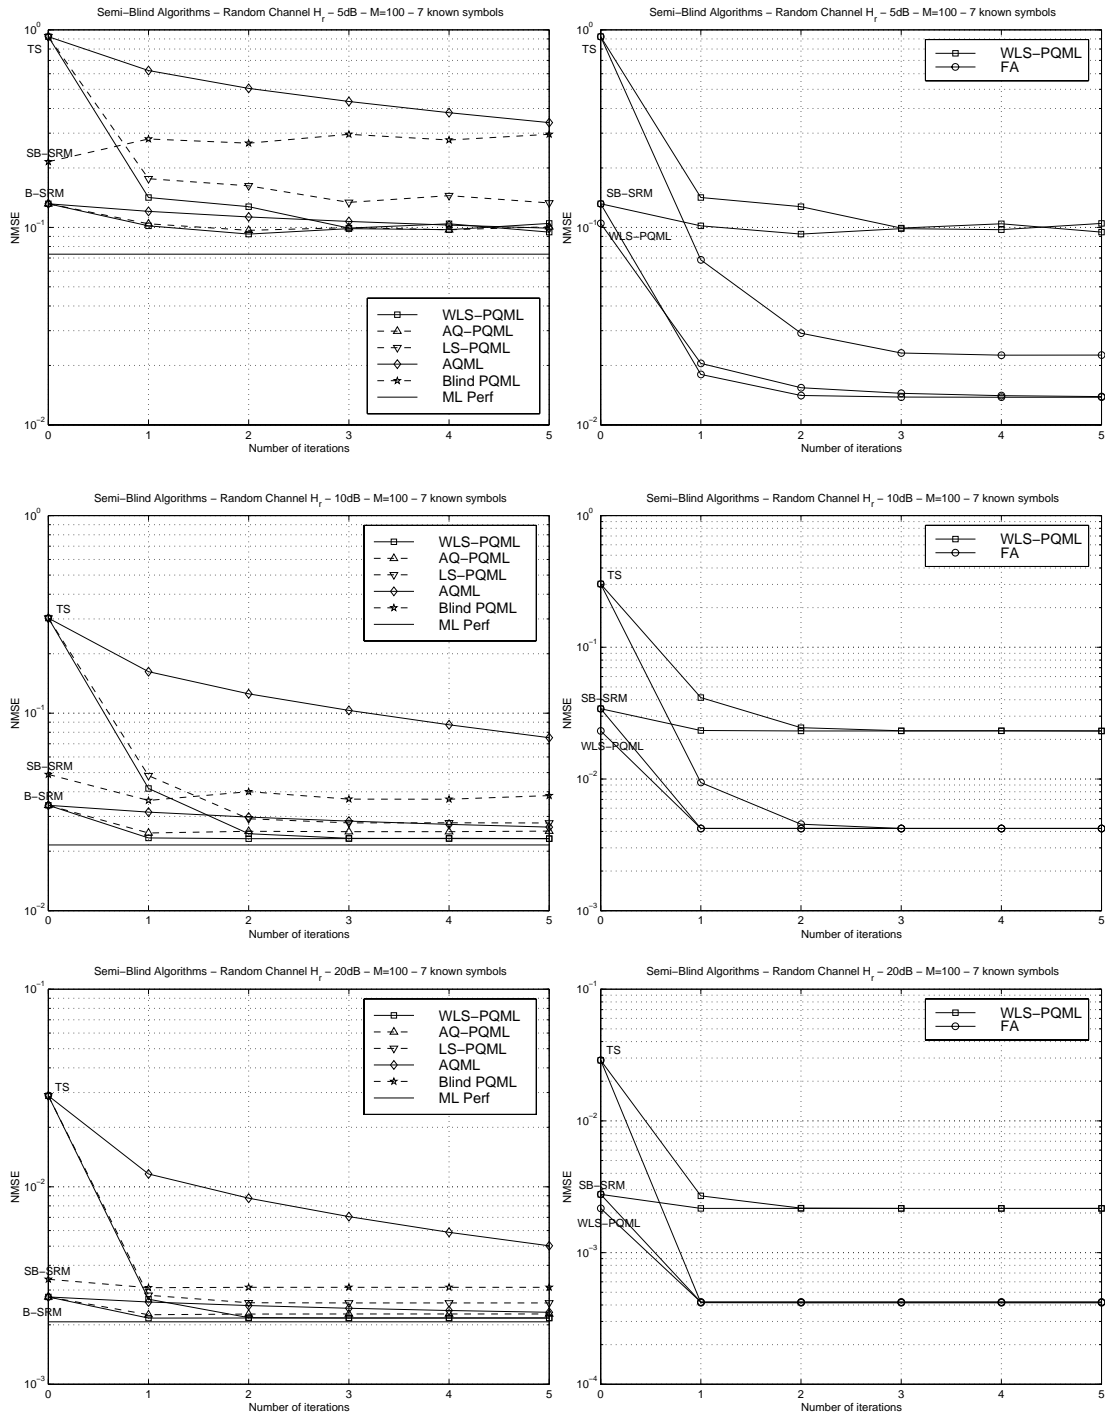 Semi−Blind Algorithms − Random Channel Hr − 5dB − M=100 − 7 known symbols
10^0
TS
SB−SRM
B−SRM
10^−1
10^−2
NMSE
WLS−PQML
AQ−PQML
LS−PQML
AQML
Blind PQML
ML Perf
0 1 2 3 4 5
Number of iterations
Semi−Blind Algorithms − Random Channel Hr − 5dB − M=100 − 7 known symbols
10^0
TS
SB−SRM
WLS−PQML
10^−1
10^−2
NMSE
WLS−PQML
FA
0 1 2 3 4 5
Number of iterations
Semi−Blind Algorithms − Random Channel Hr − 10dB − M=100 − 7 known symbols
10^0
TS
10^−1
SB−SRM
B−SRM
10^−2
NMSE
WLS−PQML
AQ−PQML
LS−PQML
AQML
Blind PQML
ML Perf
0 1 2 3 4 5
Number of iterations
Semi−Blind Algorithms − Random Channel Hr − 10dB − M=100 − 7 known symbols
10^0
TS
10^−1
SB−SRM
WLS−PQML
10^−2
10^−3
NMSE
WLS−PQML
FA
0 1 2 3 4 5
Number of iterations
Semi−Blind Algorithms − Random Channel Hr − 20dB − M=100 − 7 known symbols
10^−1
TS
10^−2
SB−SRM
B−SRM
10^−3
NMSE
WLS−PQML
AQ−PQML
LS−PQML
AQML
Blind PQML
ML Perf
0 1 2 3 4 5
Number of iterations
Semi−Blind Algorithms − Random Channel Hr − 20dB − M=100 − 7 known symbols
10^−1
TS
10^−2
SB−SRM
WLS−PQML
10^−3
10^−4
NMSE
WLS−PQML
FA
0 1 2 3 4 5
Number of iterations